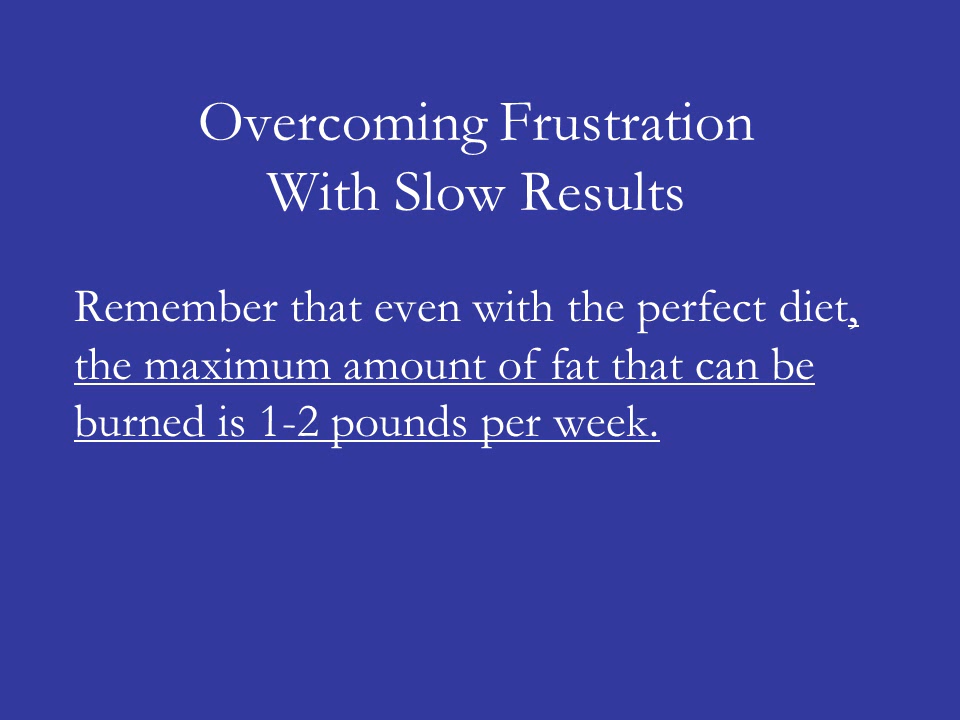 Overcoming Frustration
With Slow Results
Remember that even with the perfect diet,
the maximum amount of fat that can be
burned is 1-2 pounds per week.